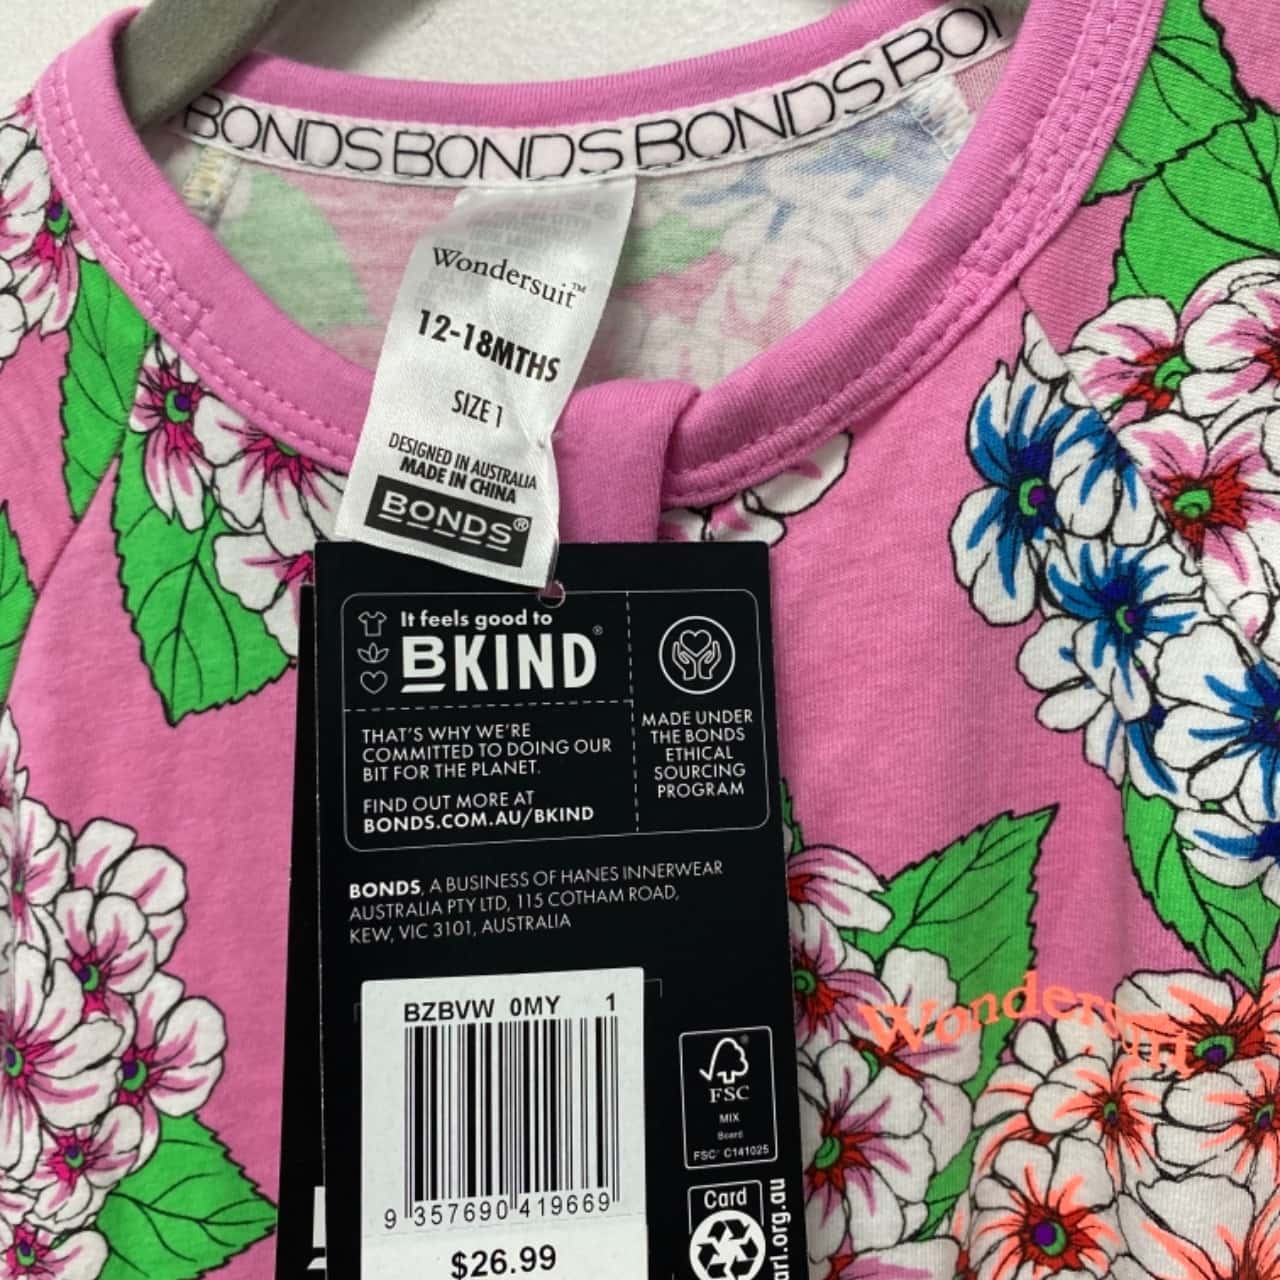 BONDS BONDS BONDS BO
Wondersuit™
12-18MTHS
SIZE 1
DESIGNED IN AUSTRALIA
MADE IN CHINA
BONDS®
It feels good to
BKIND®
THAT'S WHY WE'RE
COMMITTED TO DOING OUR
BIT FOR THE PLANET.
FIND OUT MORE AT
BONDS.COM.AU/BKIND
MADE UNDER
THE BONDS
ETHICAL
SOURCING
PROGRAM
BONDS, A BUSINESS OF HANES INNERWEAR
AUSTRALIA PTY LTD, 115 COTHAM ROAD,
KEW, VIC 3101, AUSTRALIA
BZBVW 0MY 1
9 357690 419669
$26.99
FSC
MIX
Board
FSC® C141025
Card
arl.org.au
Wondersuit